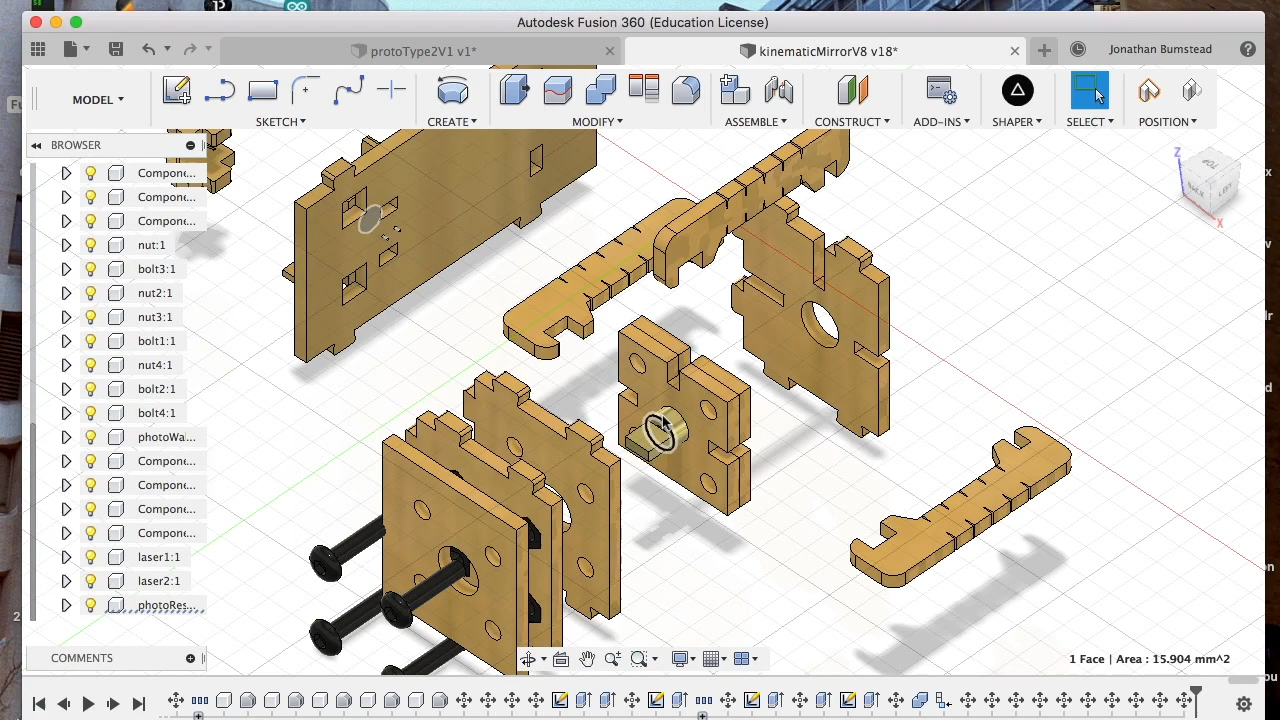 Autodesk Fusion 360 (Education License)
protoType2V1 v1*
kinematicMirrorV8 v18*
Jonathan Bumstead
MODEL
SKETCH
CREATE
MODIFY
ASSEMBLE
CONSTRUCT
ADD-INS
SHAPER
SELECT
POSITION
BROWSER
Compone...
Compone...
Compone...
nut:1
bolt3:1
nut2:1
nut3:1
bolt1:1
nut4:1
bolt2:1
bolt4:1
photoWa...
Compone...
Compone...
Compone...
Compone...
laser1:1
laser2:1
photoRes...
COMMENTS
Z
TOP
BACK
LEFT
X
1 Face | Area : 15.904 mm^2